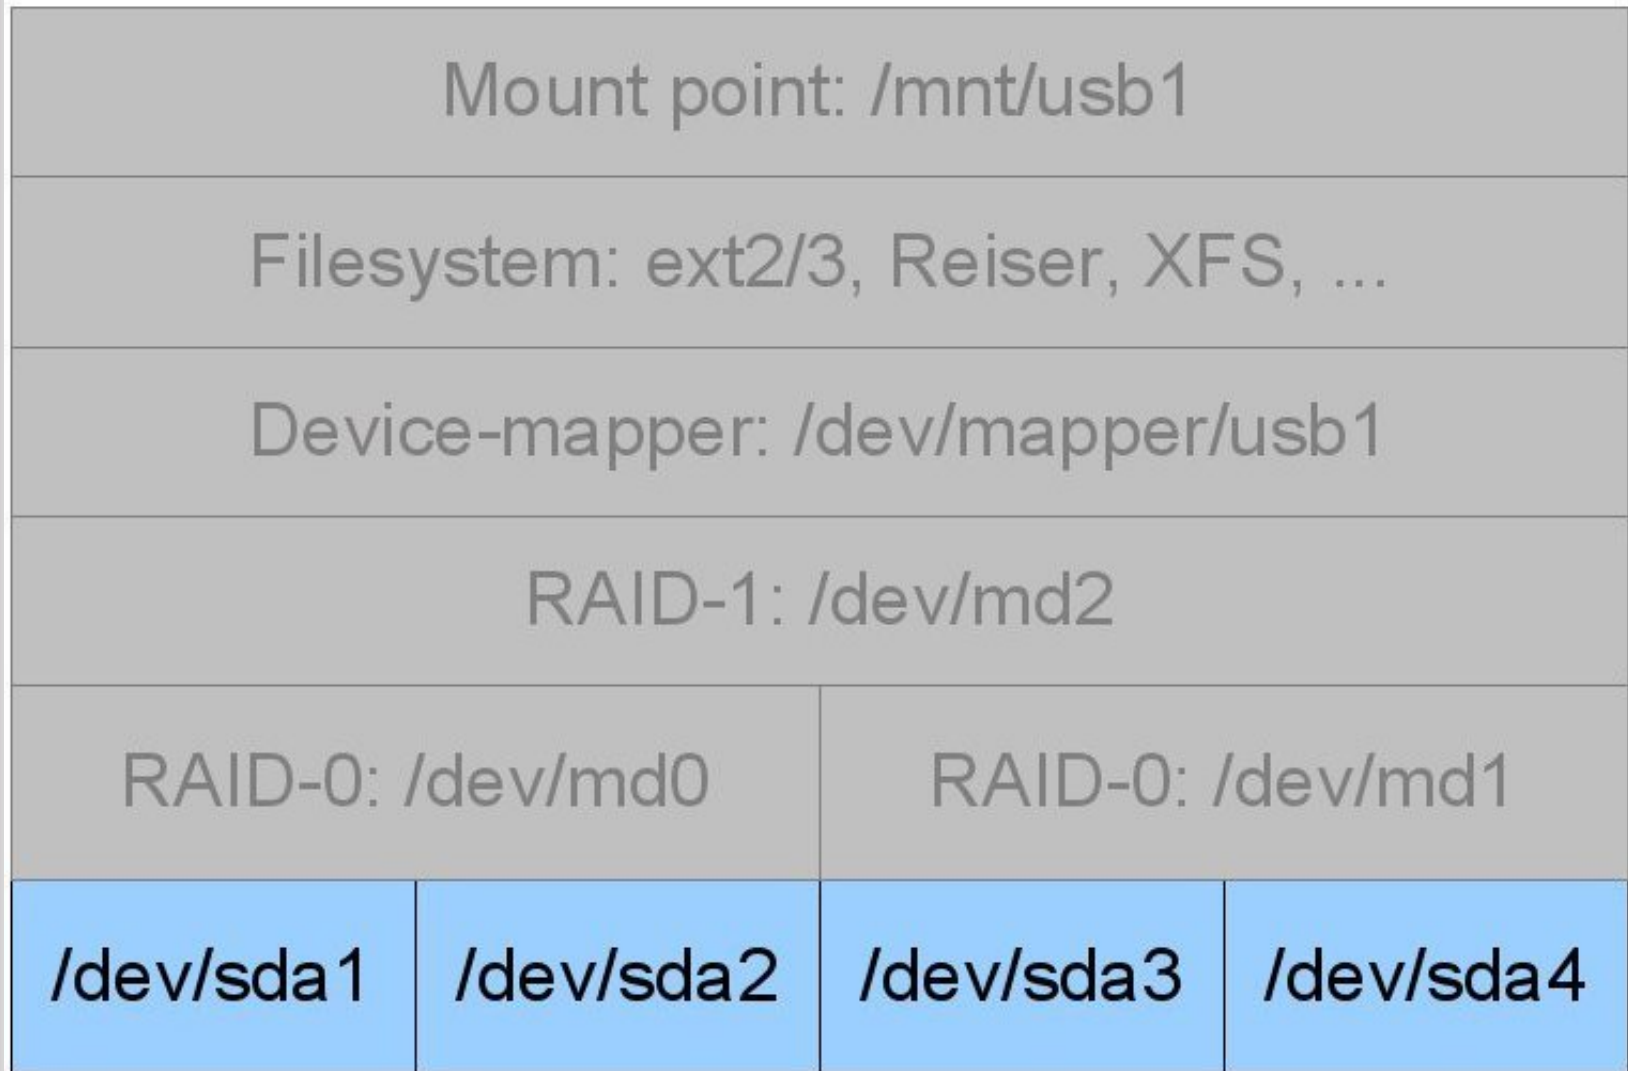 Mount point: /mnt/usb1
Filesystem: ext2/3, Reiser, XFS, ...
Device-mapper: /dev/mapper/usb1
RAID-1: /dev/md2
RAID-0: /dev/md0
RAID-0: /dev/md1
/dev/sda1
/dev/sda2
/dev/sda3
/dev/sda4